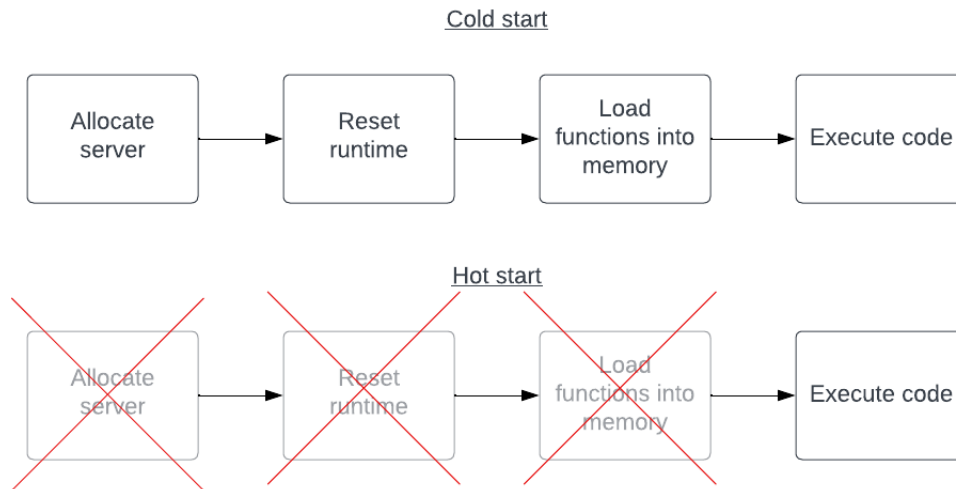 Cold start
Allocate
server
Reset
runtime
Load
functions into
memory
Execute code
Hot start
Allocate
server
Reset
runtime
Load
functions into
memory
Execute code